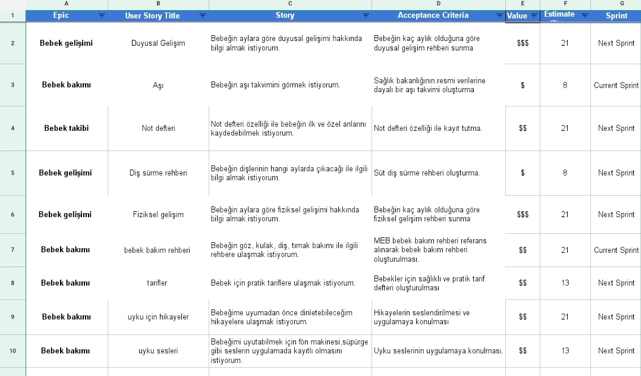 A B C D E F G
1 Epic User Story Title Story Acceptance Criteria Value Estimate Sprint
2 Bebek gelişimi Duyusal Gelişim Bebeğin aylara göre duyusal gelişimi hakkında bilgi almak istiyorum. Bebeğin kaç aylık olduğuna göre duyusal gelişim rehberi sunma $$$ 21 Next Sprint
3 Bebek bakımı Aşı Bebeğin aşı takvimini görmek istiyorum. Sağlık bakanlığının resmi verilerine dayalı bir aşı takvimi oluşturma $ 8 Current Sprint
4 Bebek takibi Not defteri Not defteri özelliği ile bebeğin ilk ve özel anlarını kaydedebilmek istiyorum. Not defteri özelliği ile kayıt tutma. $$ 21 Next Sprint
5 Bebek gelişimi Diş sürme rehberi Bebeğin dişlerinin hangi aylarda çıkacağı ile ilgili bilgi almak istiyorum. Süt diş sürme rehberi oluşturma. $ 8 Next Sprint
6 Bebek gelişimi Fiziksel gelişim Bebeğin aylara göre fiziksel gelişimi hakkında bilgi almak istiyorum. Bebeğin kaç aylık olduğuna göre fiziksel gelişim rehberi sunma $$$ 21 Next Sprint
7 Bebek bakımı bebek bakım rehberi Bebeğin göz, kulak, diş, tırnak bakımı ile ilgili rehbere ulaşmak istiyorum. MEB bebek bakım rehberi referans alınarak bebek bakım rehberi oluşturulması. $$ 21 Current Sprint
8 Bebek bakımı tarifler Bebek için pratik tariflere ulaşmak istiyorum. Bebekler için sağlıklı ve pratik tarif defteri oluşturulması $$ 13 Next Sprint
9 Bebek bakımı uyku için hikayeler Bebeğime uyumadan önce dinletebileceğim hikayelere ulaşmak istiyorum. Hikayelerin seslendirilmesi ve uygulamaya konulması $$ 21 Next Sprint
10 Bebek bakımı uyku sesleri Bebeğimi uyutabilmek için fön makinesi,süpürge gibi seslerin uygulamada kayıtlı olmasını istiyorum. Uyku seslerinin uygulamaya konulması. $$ 13 Next Sprint